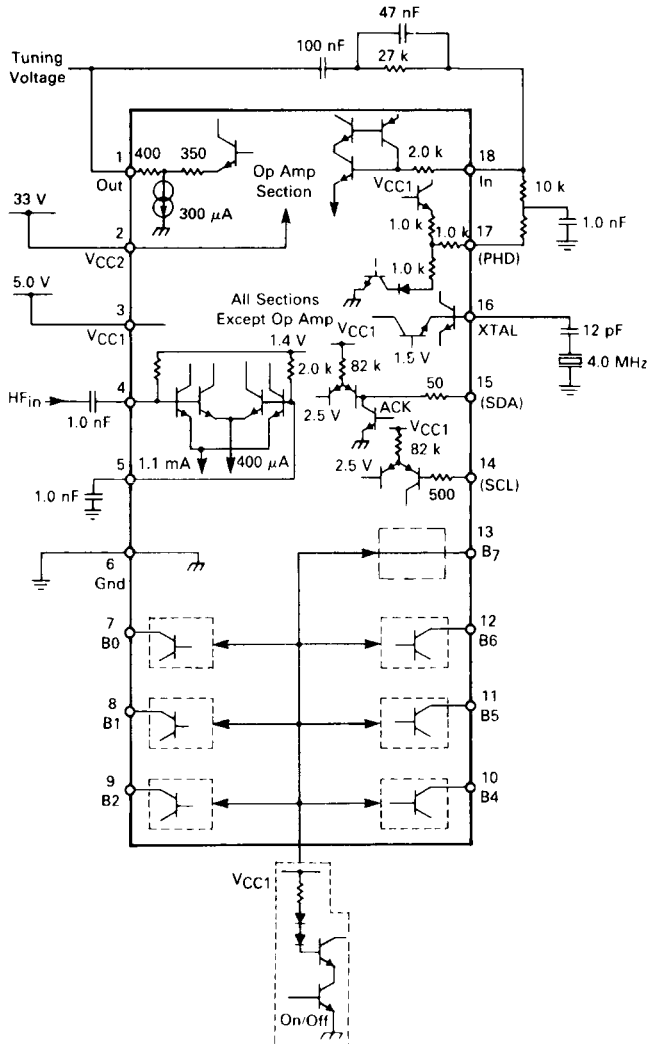 47 nF
100 nF
27 k
Tuning
Voltage
1
400
350
Out
Op Amp
Section
2.0 k
18
In
VCC1
10 k
33 V
300 μA
1.0 k
1.0 k
17
(PHD)
1.0 nF
2
VCC2
1.0 k
5.0 V
All Sections
Except Op Amp
16
XTAL
3
VCC1
VCC1
1.5 V
12 pF
1.4 V
2.0 k
82 k
4.0 MHz
4
HFin
50
15
(SDA)
1.0 nF
2.5 V
ACK
VCC1
1.1 mA
400 μA
82 k
5
2.5 V
14
(SCL)
1.0 nF
500
13
B7
6
Gnd
7
B0
12
B6
8
B1
11
B5
9
B2
10
B4
VCC1
On/Off